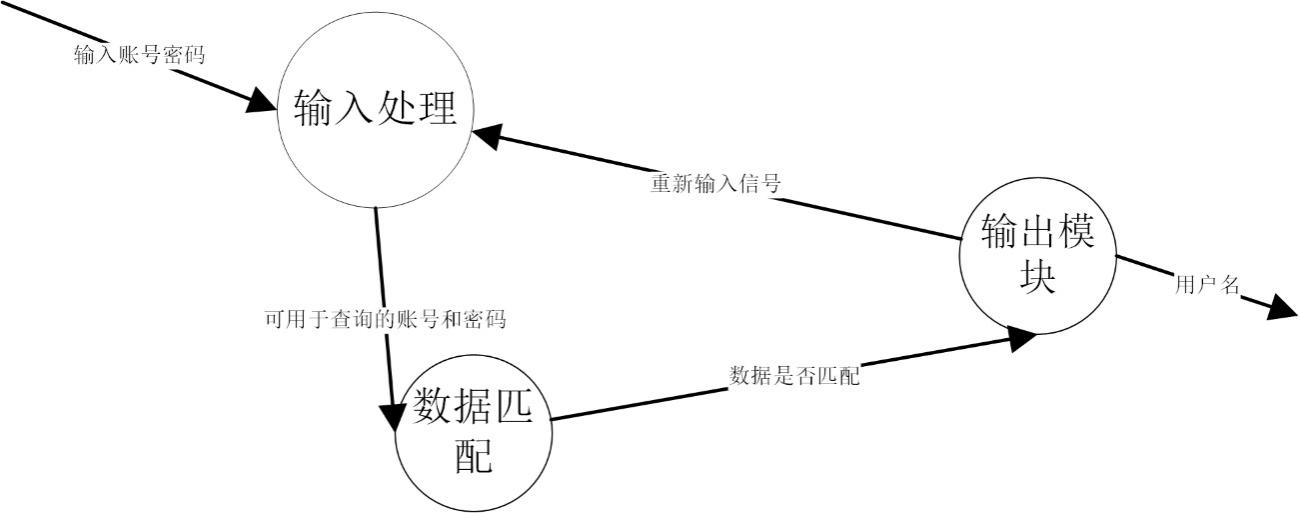 输入账号密码
输入处理
重新输入信号
输出模
块
用户名
可用于查询的账号和密码
数据是否匹配
数据匹
配